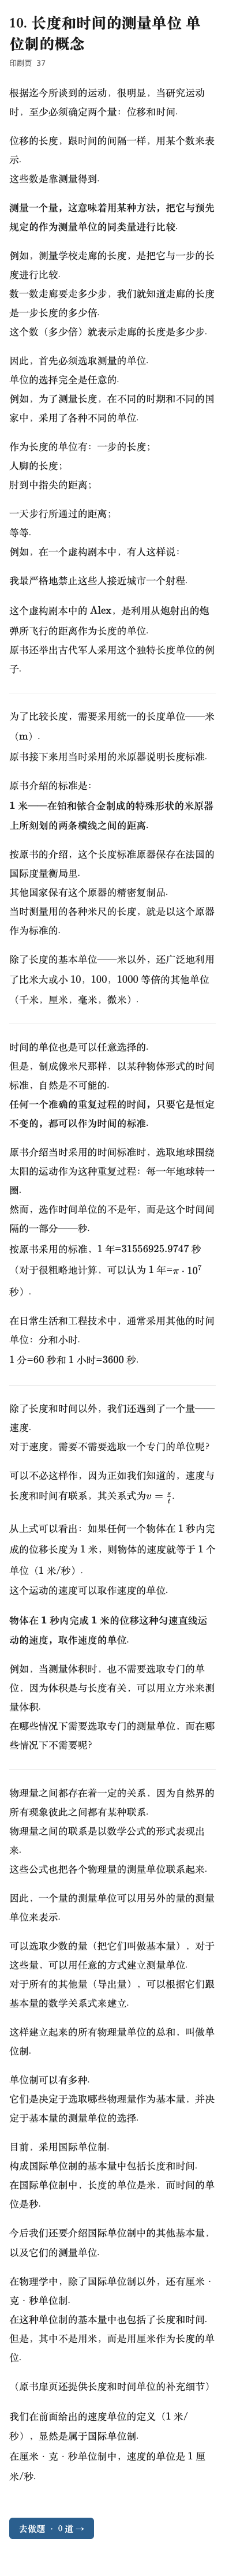 10. 长度和时间的测量单位 单
位制的概念
印刷页 37
根据迄今所谈到的运动，很明显，当研究运动
时，至少必须确定两个量：位移和时间.
位移的长度，跟时间的间隔一样，用某个数来表
示.
这些数是靠测量得到.
测量一个量，这意味着用某种方法，把它与预先
规定的作为测量单位的同类量进行比较.
例如，测量学校走廊的长度，是把它与一步的长
度进行比较.
数一数走廊要走多少步，我们就知道走廊的长度
是一步长度的多少倍.
这个数（多少倍）就表示走廊的长度是多少步.
因此，首先必须选取测量的单位.
单位的选择完全是任意的.
例如，为了测量长度，在不同的时期和不同的国
家中，采用了各种不同的单位.
作为长度的单位有：一步的长度；
人脚的长度；
肘到中指尖的距离；
一天步行所通过的距离；
等等.
例如，在一个虚构剧本中，有人这样说：
我最严格地禁止这些人接近城市一个射程.
这个虚构剧本中的 Alex，是利用从炮射出的炮
弹所飞行的距离作为长度的单位.
原书还举出古代军人采用这个独特长度单位的例
子.
为了比较长度，需要采用统一的长度单位——米
（m）.
原书接下来用当时采用的米原器说明长度标准.
原书介绍的标准是：
1 米——在铂和铱合金制成的特殊形状的米原器
上所刻划的两条横线之间的距离.
按原书的介绍，这个长度标准原器保存在法国的
国际度量衡局里.
其他国家保有这个原器的精密复制品.
当时测量用的各种米尺的长度，就是以这个原器
作为标准的.
除了长度的基本单位——米以外，还广泛地利用
了比米大或小 10，100，1000 等倍的其他单位
（千米，厘米，毫米，微米）.
时间的单位也是可以任意选择的.
但是，制成像米尺那样，以某种物体形式的时间
标准，自然是不可能的.
任何一个准确的重复过程的时间，只要它是恒定
不变的，都可以作为时间的标准.
原书介绍当时采用的时间标准时，选取地球围绕
太阳的运动作为这种重复过程：每一年地球转一
圈.
然而，选作时间单位的不是年，而是这个时间间
隔的一部分——秒.
按原书采用的标准，1 年=31556925.9747 秒
（对于很粗略地计算，可以认为 1 年=π · 10⁷
秒）.
在日常生活和工程技术中，通常采用其他的时间
单位：分和小时.
1 分=60 秒和 1 小时=3600 秒.
除了长度和时间以外，我们还遇到了一个量——
速度.
对于速度，需要不需要选取一个专门的单位呢?
可以不必这样作，因为正如我们知道的，速度与
长度和时间有联系，其关系式为v = s/t.
从上式可以看出：如果任何一个物体在 1 秒内完
成的位移长度为 1 米，则物体的速度就等于 1 个
单位（1 米/秒）.
这个运动的速度可以取作速度的单位.
物体在 1 秒内完成 1 米的位移这种匀速直线运
动的速度，取作速度的单位.
例如，当测量体积时，也不需要选取专门的单
位，因为体积是与长度有关，可以用立方米来测
量体积.
在哪些情况下需要选取专门的测量单位，而在哪
些情况下不需要呢?
物理量之间都存在着一定的关系，因为自然界的
所有现象彼此之间都有某种联系.
物理量之间的联系是以数学公式的形式表现出
来.
这些公式也把各个物理量的测量单位联系起来.
因此，一个量的测量单位可以用另外的量的测量
单位来表示.
可以选取少数的量（把它们叫做基本量），对于
这些量，可以用任意的方式建立测量单位.
对于所有的其他量（导出量），可以根据它们跟
基本量的数学关系式来建立.
这样建立起来的所有物理量单位的总和，叫做单
位制.
单位制可以有多种.
它们是决定于选取哪些物理量作为基本量，并决
定于基本量的测量单位的选择.
目前，采用国际单位制.
构成国际单位制的基本量中包括长度和时间.
在国际单位制中，长度的单位是米，而时间的单
位是秒.
今后我们还要介绍国际单位制中的其他基本量，
以及它们的测量单位.
在物理学中，除了国际单位制以外，还有厘米 ·
克 · 秒单位制.
在这种单位制的基本量中也包括了长度和时间.
但是，其中不是用米，而是用厘米作为长度的单
位.
（原书扉页还提供长度和时间单位的补充细节）
我们在前面给出的速度单位的定义（1 米/
秒），显然是属于国际单位制.
在厘米 · 克 · 秒单位制中，速度的单位是 1 厘
米/秒.
去做题 · 0 道 →